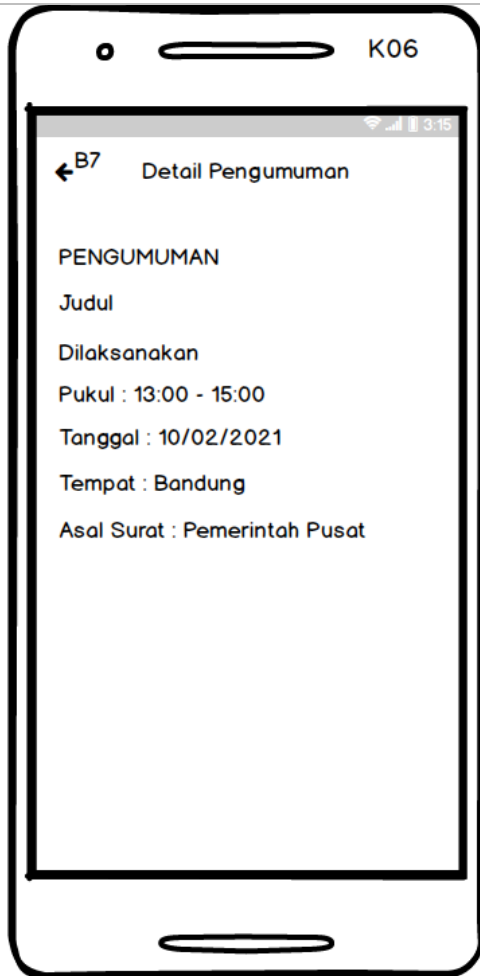 K06
3:15
B7
Detail Pengumuman
PENGUMUMAN
Judul
Dilaksanakan
Pukul : 13:00 - 15:00
Tanggal : 10/02/2021
Tempat : Bandung
Asal Surat : Pemerintah Pusat